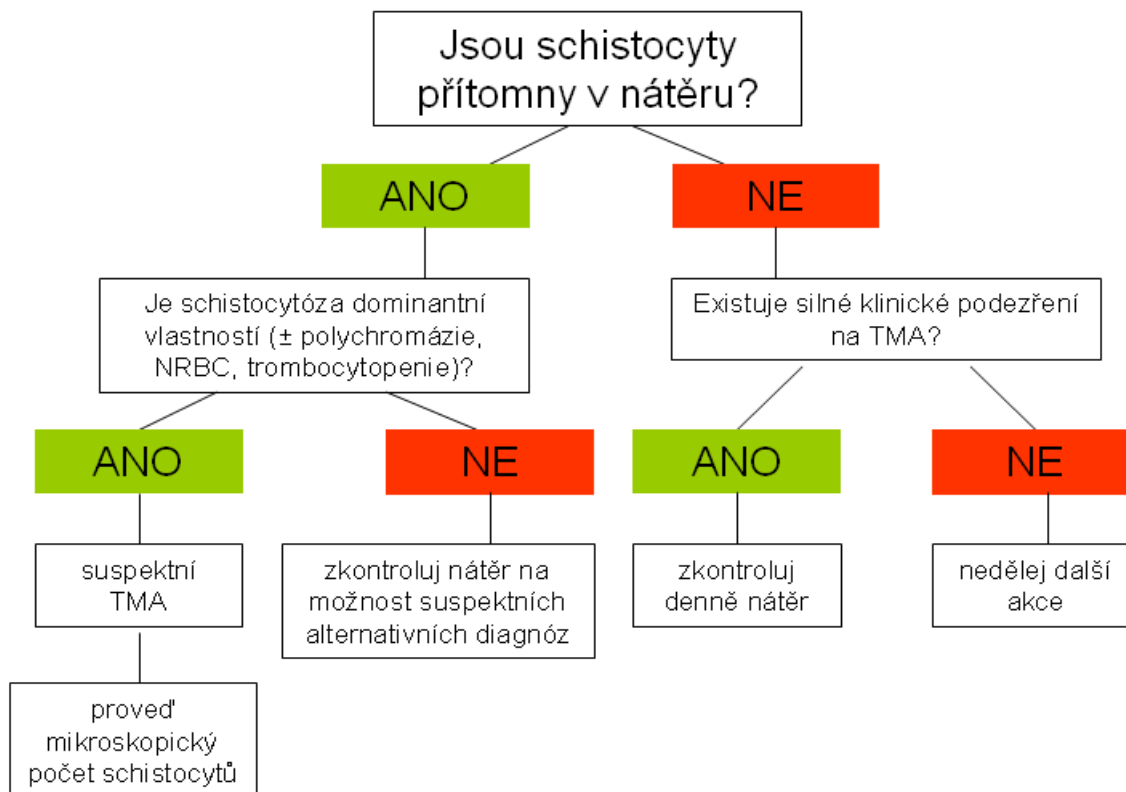 Jsou schistocyty
přítomny v nátěru?
ANO
NE
Je schistocytóza dominantní
vlastností (± polychromázie,
NRBC, trombocytopenie)?
Existuje silné klinické podezření
na TMA?
ANO
NE
ANO
NE
suspektní
TMA
zkontroluj nátěr na
možnost suspektních
alternativních diagnóz
zkontroluj
denně nátěr
nedělej další
akce
proveď
mikroskopický
počet schistocytů